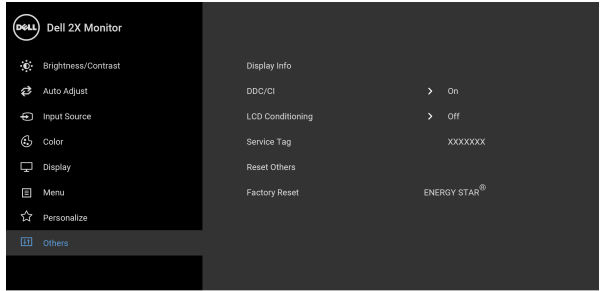 DELL Dell 2X Monitor
Brightness/Contrast
Auto Adjust
Input Source
Color
Display
Menu
Personalize
Others
Display Info
DDC/CI > On
LCD Conditioning > Off
Service Tag XXXXXXX
Reset Others
Factory Reset ENERGY STAR®